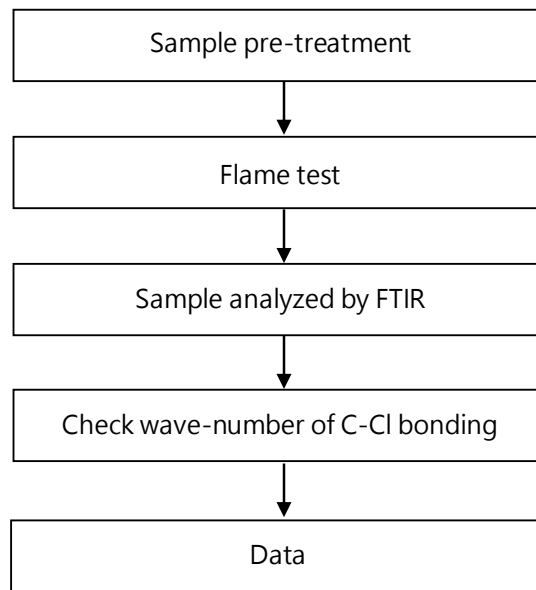 Sample pre-treatment
Flame test
Sample analyzed by FTIR
Check wave-number of C-Cl bonding
Data